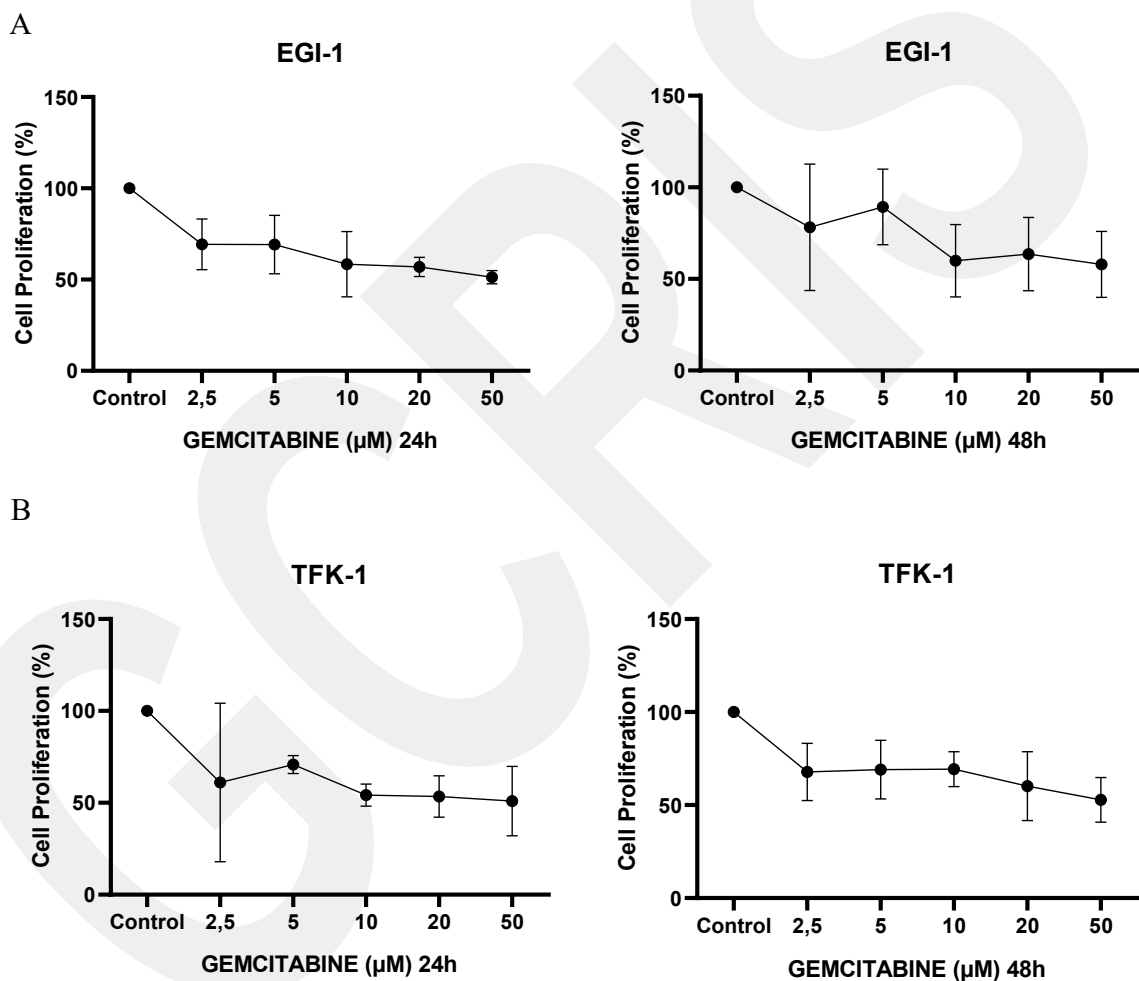 A
EGI-1
150
100
50
0
Cell Proliferation (%)
Control 2,5 5 10 20 50
GEMCITABINE (µM) 24h
EGI-1
150
100
50
0
Cell Proliferation (%)
Control 2,5 5 10 20 50
GEMCITABINE (µM) 48h
B
TFK-1
150
100
50
0
Cell Proliferation (%)
Control 2,5 5 10 20 50
GEMCITABINE (µM) 24h
TFK-1
150
100
50
0
Cell Proliferation (%)
Control 2,5 5 10 20 50
GEMCITABINE (µM) 48h
GCRIS